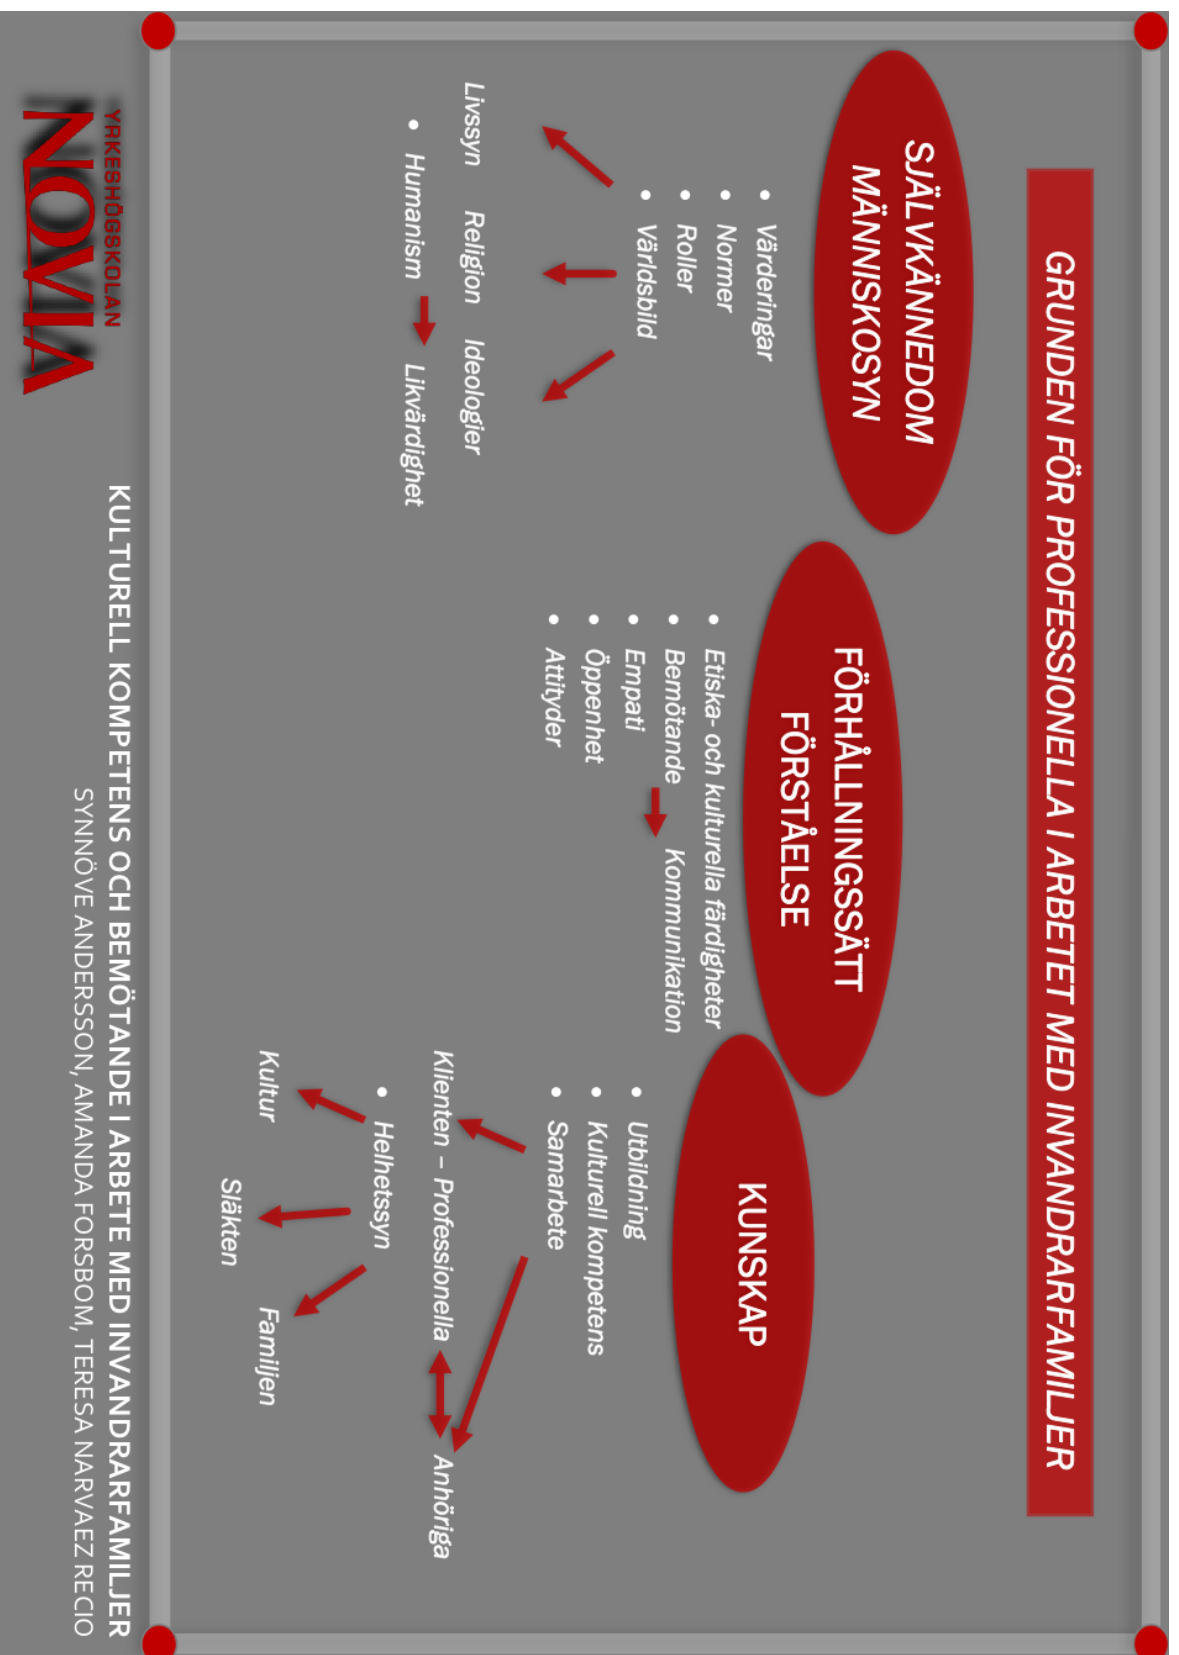 GRUNDEN FÖR PROFESSIONELLA I ARBETET MED INVANDRARFAMILJER
SJÄLVKÄNNEDOM
MÄNNISKOSYN
• Värderingar
• Normer
• Roller
• Världsbild
Livssyn Religion Ideologier
• Humanism Likvärdighet
FÖRHÅLLNINGSSÄTT
FÖRSTÅELSE
• Etiska- och kulturella färdigheter
• Bemötande Kommunikation
• Empati
• Öppenhet
• Attityder
KUNSKAP
• Utbildning
• Kulturell kompetens
• Samarbete
Klienten – Professionella Anhöriga
• Helhetssyn
Kultur Familjen
Släkten
YRKESHÖGSKOLAN
NOVIA
KULTURELL KOMPETENS OCH BEMÖTANDE I ARBETE MED INVANDRARFAMILJER
SYNNÖVE ANDERSSON, AMANDA FORSBOM, TERESA NARVAEZ RECIO